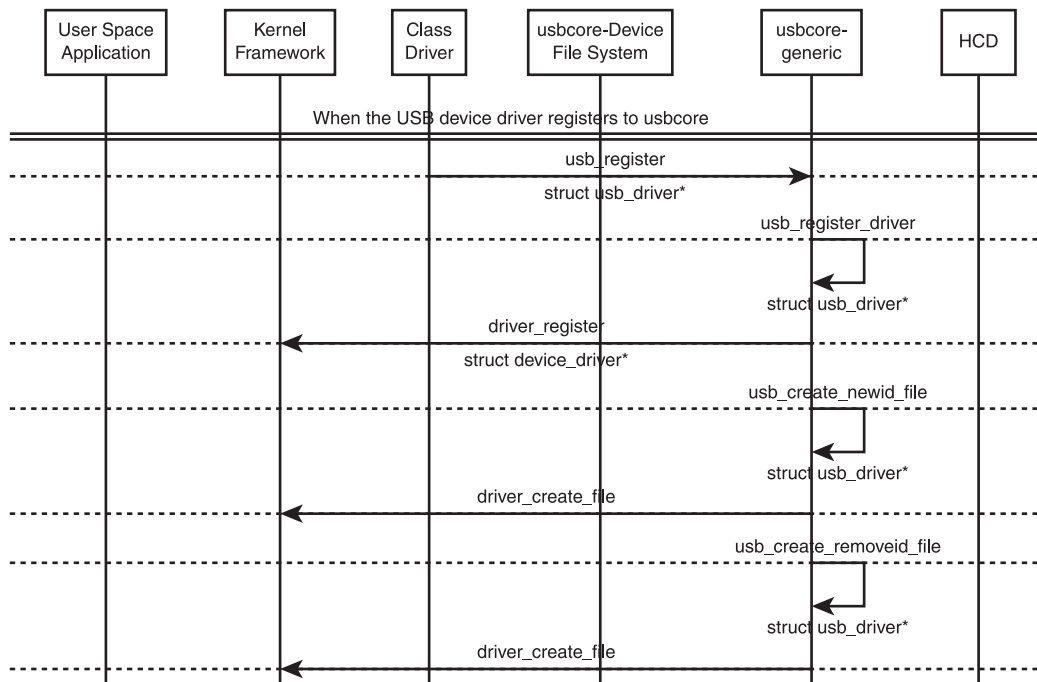 User Space
Application
Kernel
Framework
Class
Driver
usbcore-Device
File System
usbcore-
generic
HCD
When the USB device driver registers to usbcore
usb_register
struct usb_driver*
usb_register_driver
struct usb_driver*
driver_register
struct device_driver*
usb_create_newid_file
struct usb_driver*
driver_create_file
usb_create_removeid_file
struct usb_driver*
driver_create_file